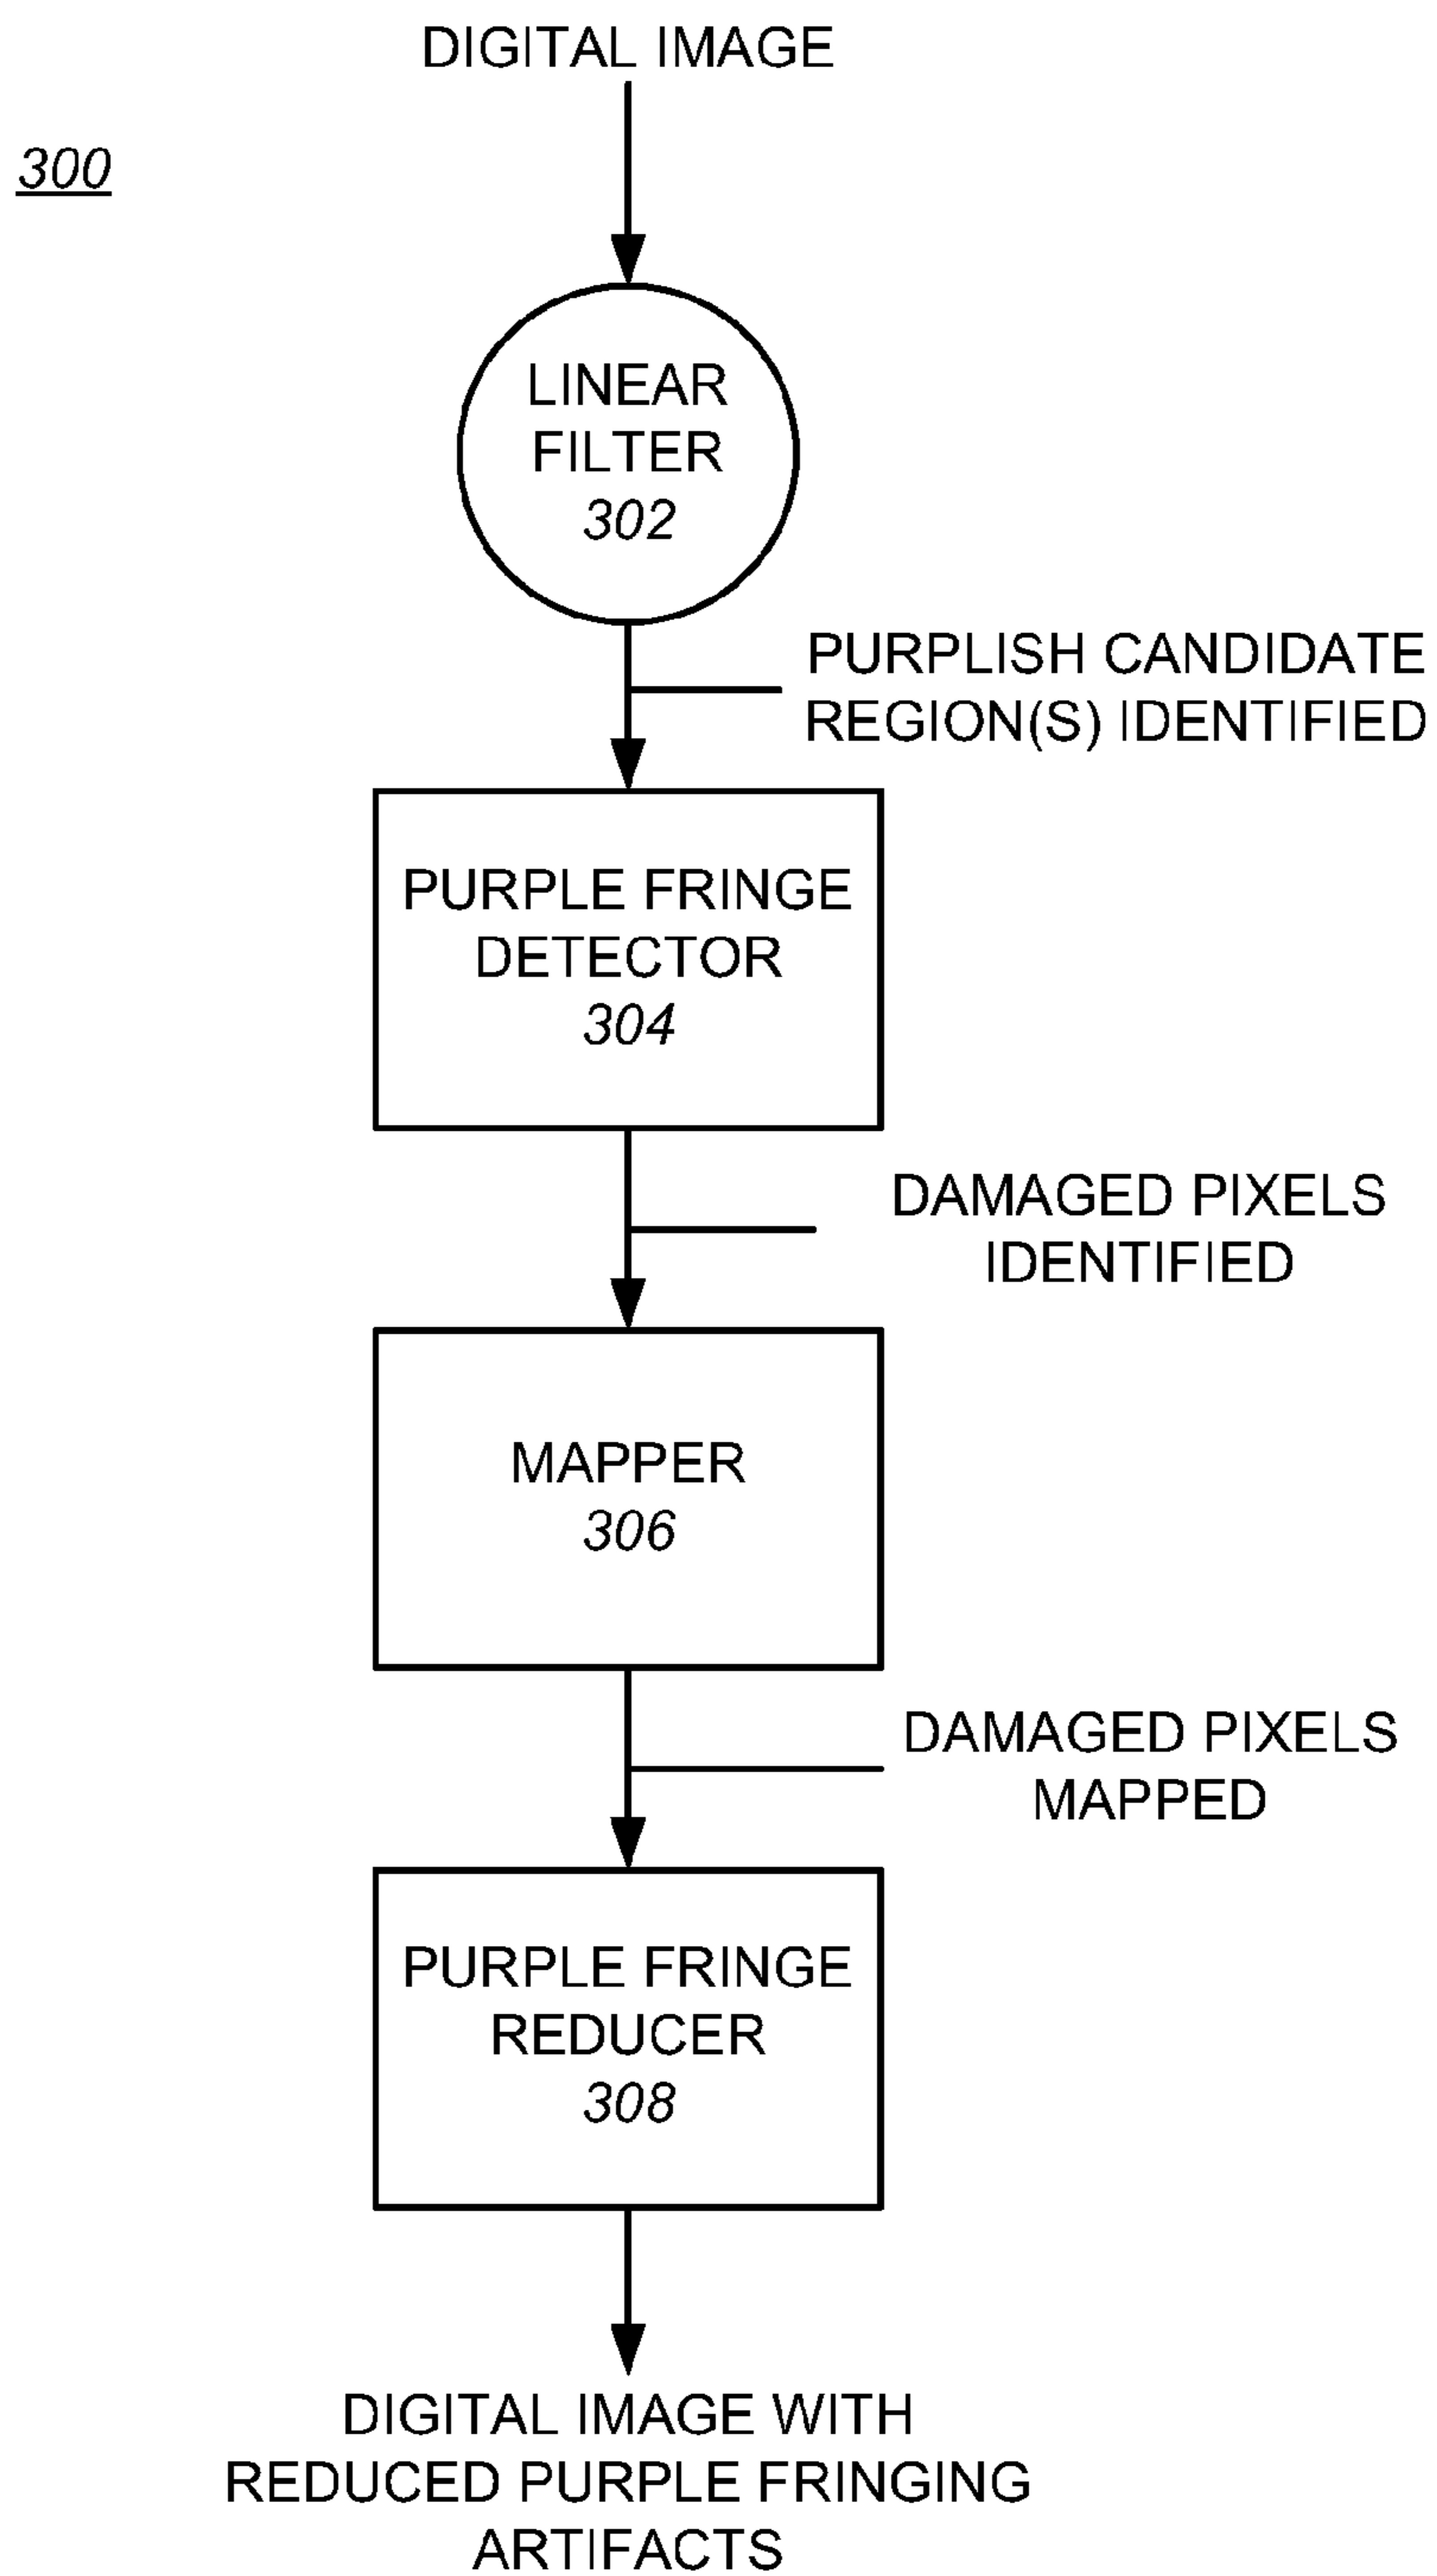 DIGITAL IMAGE
300
LINEAR
FILTER
302
PURPLISH CANDIDATE
REGION(S) IDENTIFIED
PURPLE FRINGE
DETECTOR
304
DAMAGED PIXELS
IDENTIFIED
MAPPER
306
DAMAGED PIXELS
MAPPED
PURPLE FRINGE
REDUCER
308
DIGITAL IMAGE WITH
REDUCED PURPLE FRINGING
ARTIFACTS